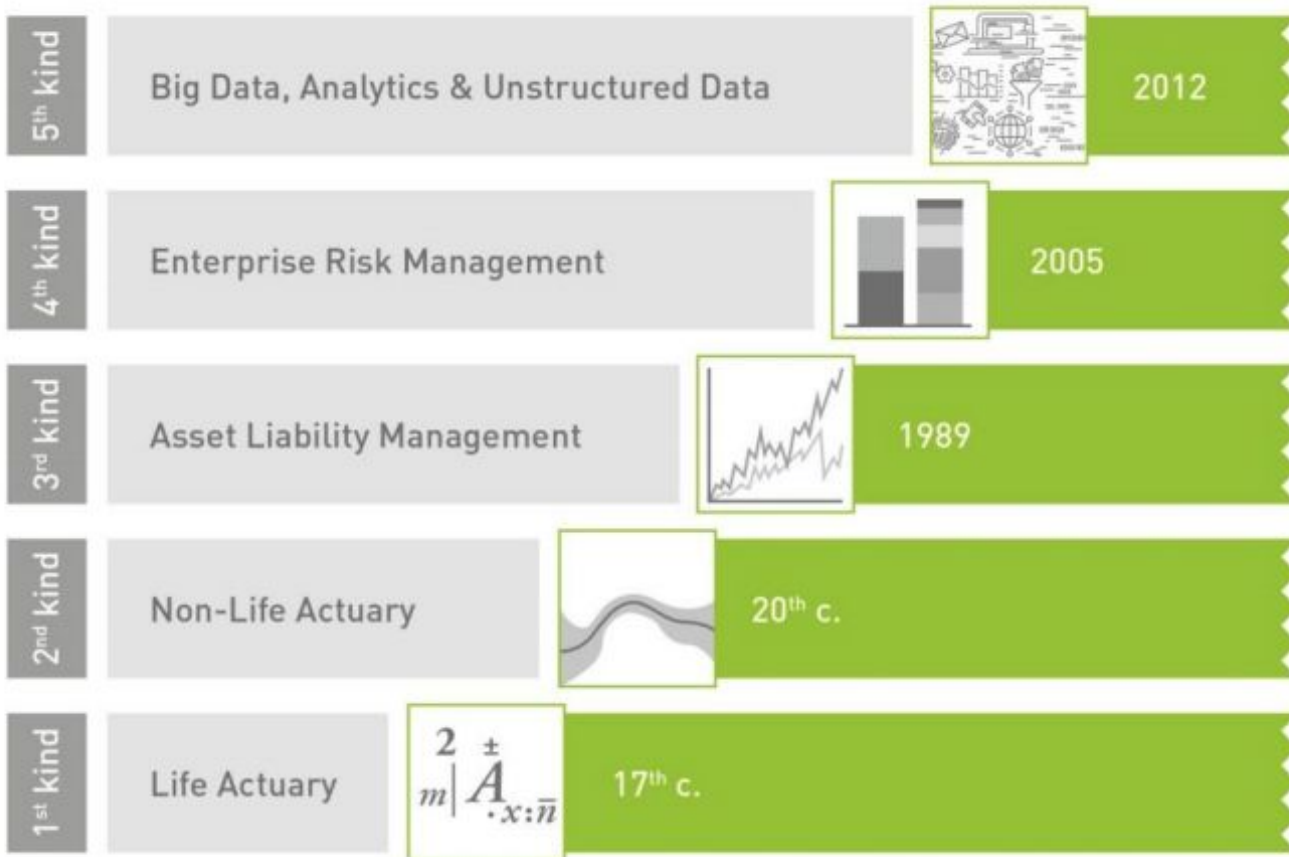 5th kind
Big Data, Analytics & Unstructured Data
2012
4th kind
Enterprise Risk Management
2005
3rd kind
Asset Liability Management
1989
2nd kind
Non-Life Actuary
20th c.
1st kind
Life Actuary
2 ±
m| A
. x:n̅
17th c.